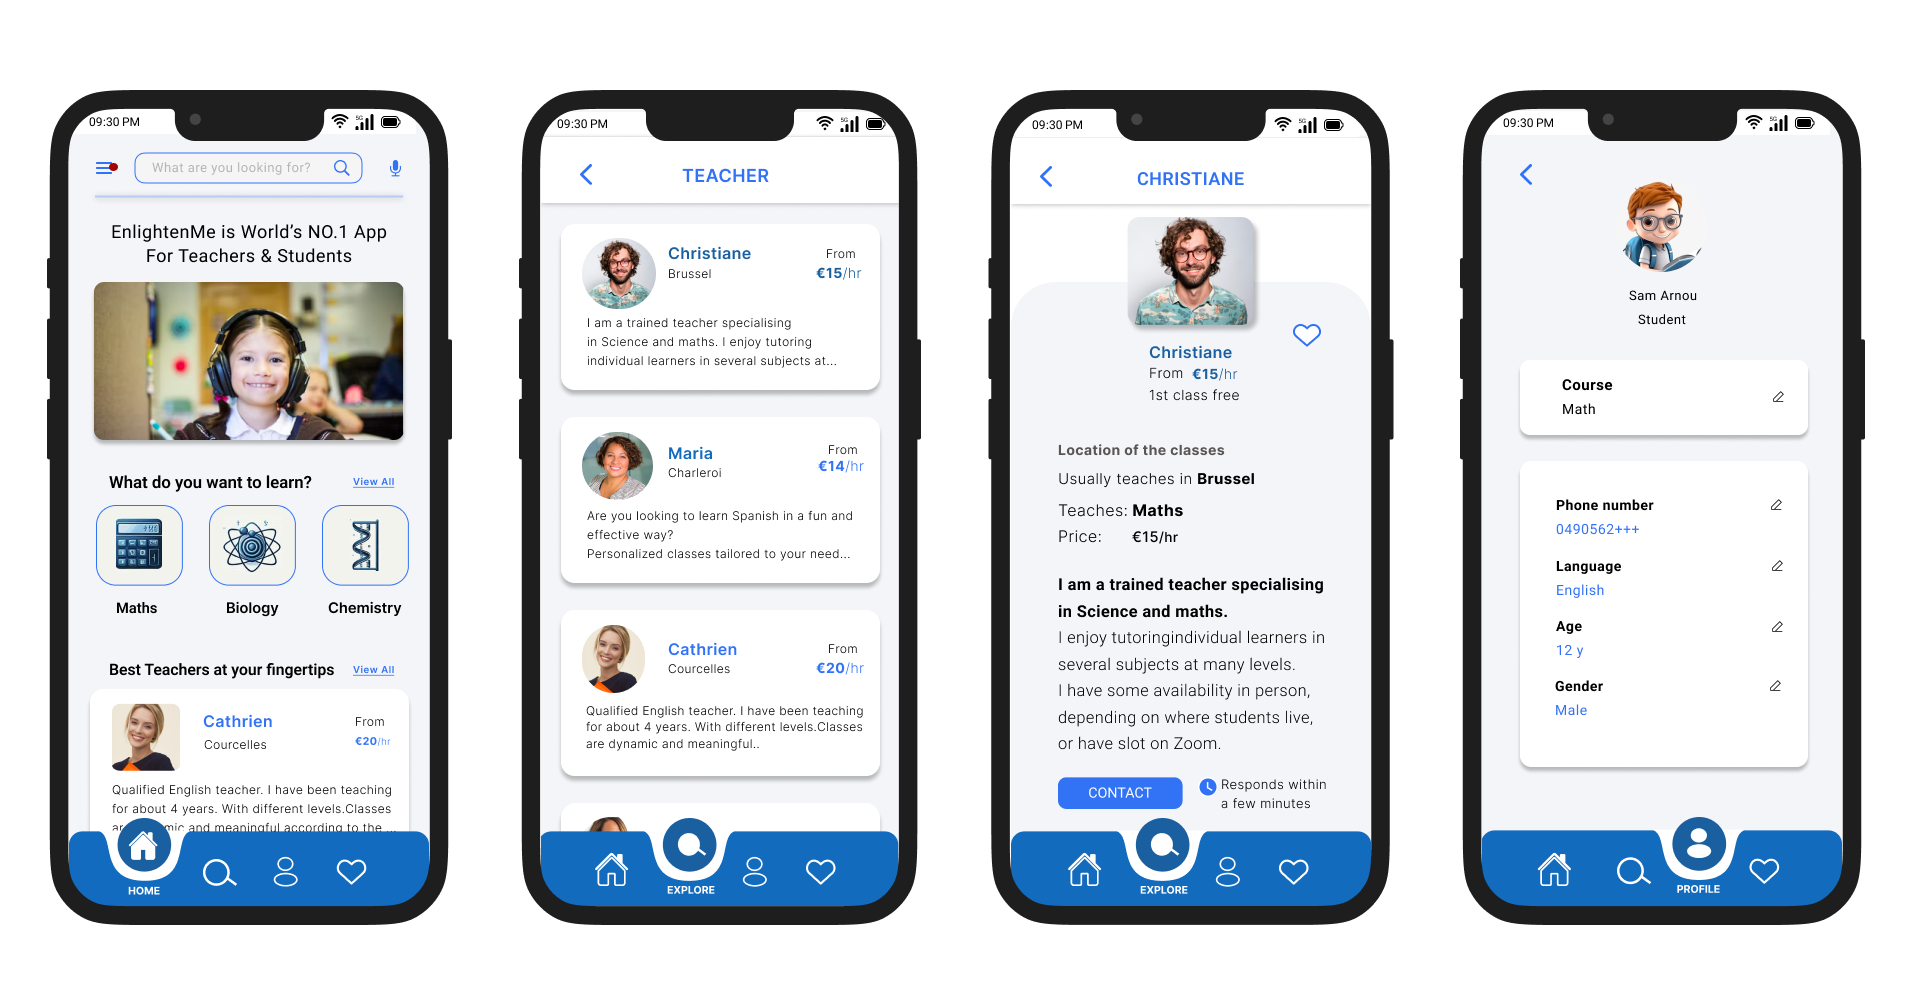 09:30 PM
5G
What are you looking for?
EnlightenMe is World's NO.1 App
For Teachers & Students
What do you want to learn?
View All
Maths
Biology
Chemistry
Best Teachers at your fingertips
View All
Cathrien
From
Courcelles
€20/hr
Qualified English teacher. I have been teaching
for about 4 years. With different levels.Classes
and meaningful according to the ...
HOME
09:30 PM
5G
TEACHER
Christiane
From
Brussel
€15/hr
I am a trained teacher specialising
in Science and maths. I enjoy tutoring
individual learners in several subjects at...
Maria
From
Charleroi
€14/hr
Are you looking to learn Spanish in a fun and
effective way?
Personalized classes tailored to your need...
Cathrien
From
Courcelles
€20/hr
Qualified English teacher. I have been teaching
for about 4 years. With different levels.Classes
are dynamic and meaningful..
EXPLORE
09:30 PM
5G
CHRISTIANE
Christiane
From €15/hr
1st class free
Location of the classes
Usually teaches in Brussel
Teaches: Maths
Price: €15/hr
I am a trained teacher specialising
in Science and maths.
I enjoy tutoringindividual learners in
several subjects at many levels.
I have some availability in person,
depending on where students live,
or have slot on Zoom.
CONTACT
Responds within
a few minutes
EXPLORE
09:30 PM
5G
Sam Arnou
Student
Course
Math
Phone number
0490562+++
Language
English
Age
12 y
Gender
Male
PROFILE